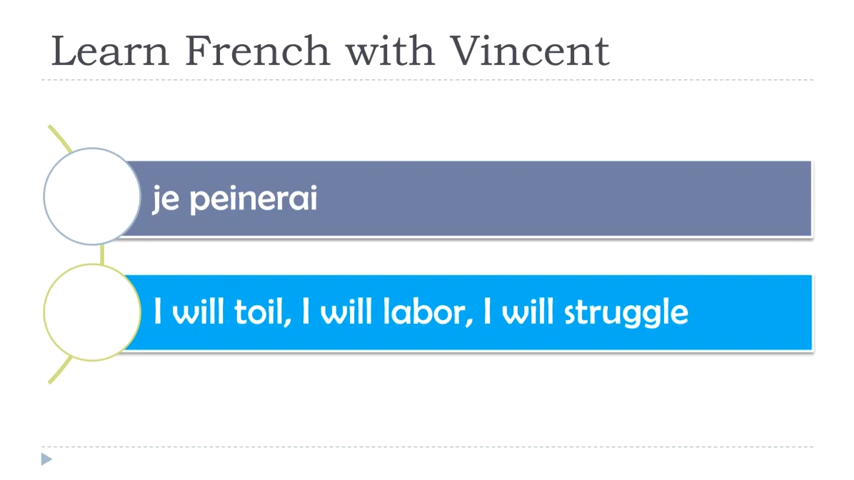 Learn French with Vincent
je peinerai
I will toil, I will labor, I will struggle